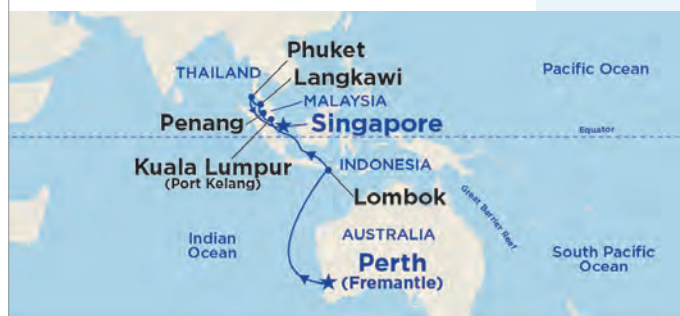 Phuket
THAILAND
Langkawi
Pacific Ocean
MALAYSIA
Penang
Singapore
Equator
Kuala Lumpur
(Port Kelang)
INDONESIA
Lombok
Great Barrier Reef
Indian
Ocean
AUSTRALIA
South Pacific
Ocean
Perth
(Fremantle)